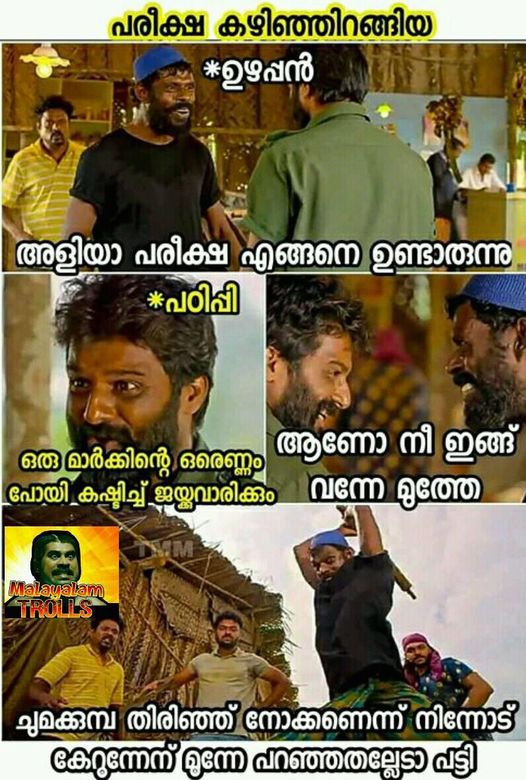 പരീക്ഷ കഴിഞ്ഞിറങ്ങിയ
*ഉഴപ്പൻ
അളിയാ പരീക്ഷ എങ്ങനെ ഉണ്ടാരുന്നു
*പഠിപ്പി
ഒരു മാർക്കിന്റെ ഒരെണ്ണം
പോയി കഷ്ടിച്ച് ജയ്ക്കുവാരിക്കും
ആണോ നീ ഇങ്ങ്
വന്നേ മുത്തേ
TMM
Malayalam
TROLLS
ചുമക്കുമ്പ തിരിഞ്ഞ് നോക്കണെന്ന് നിന്നോട്
കേറുന്നേന് മുന്നേ പറഞ്ഞതല്ലേടാ പട്ടി